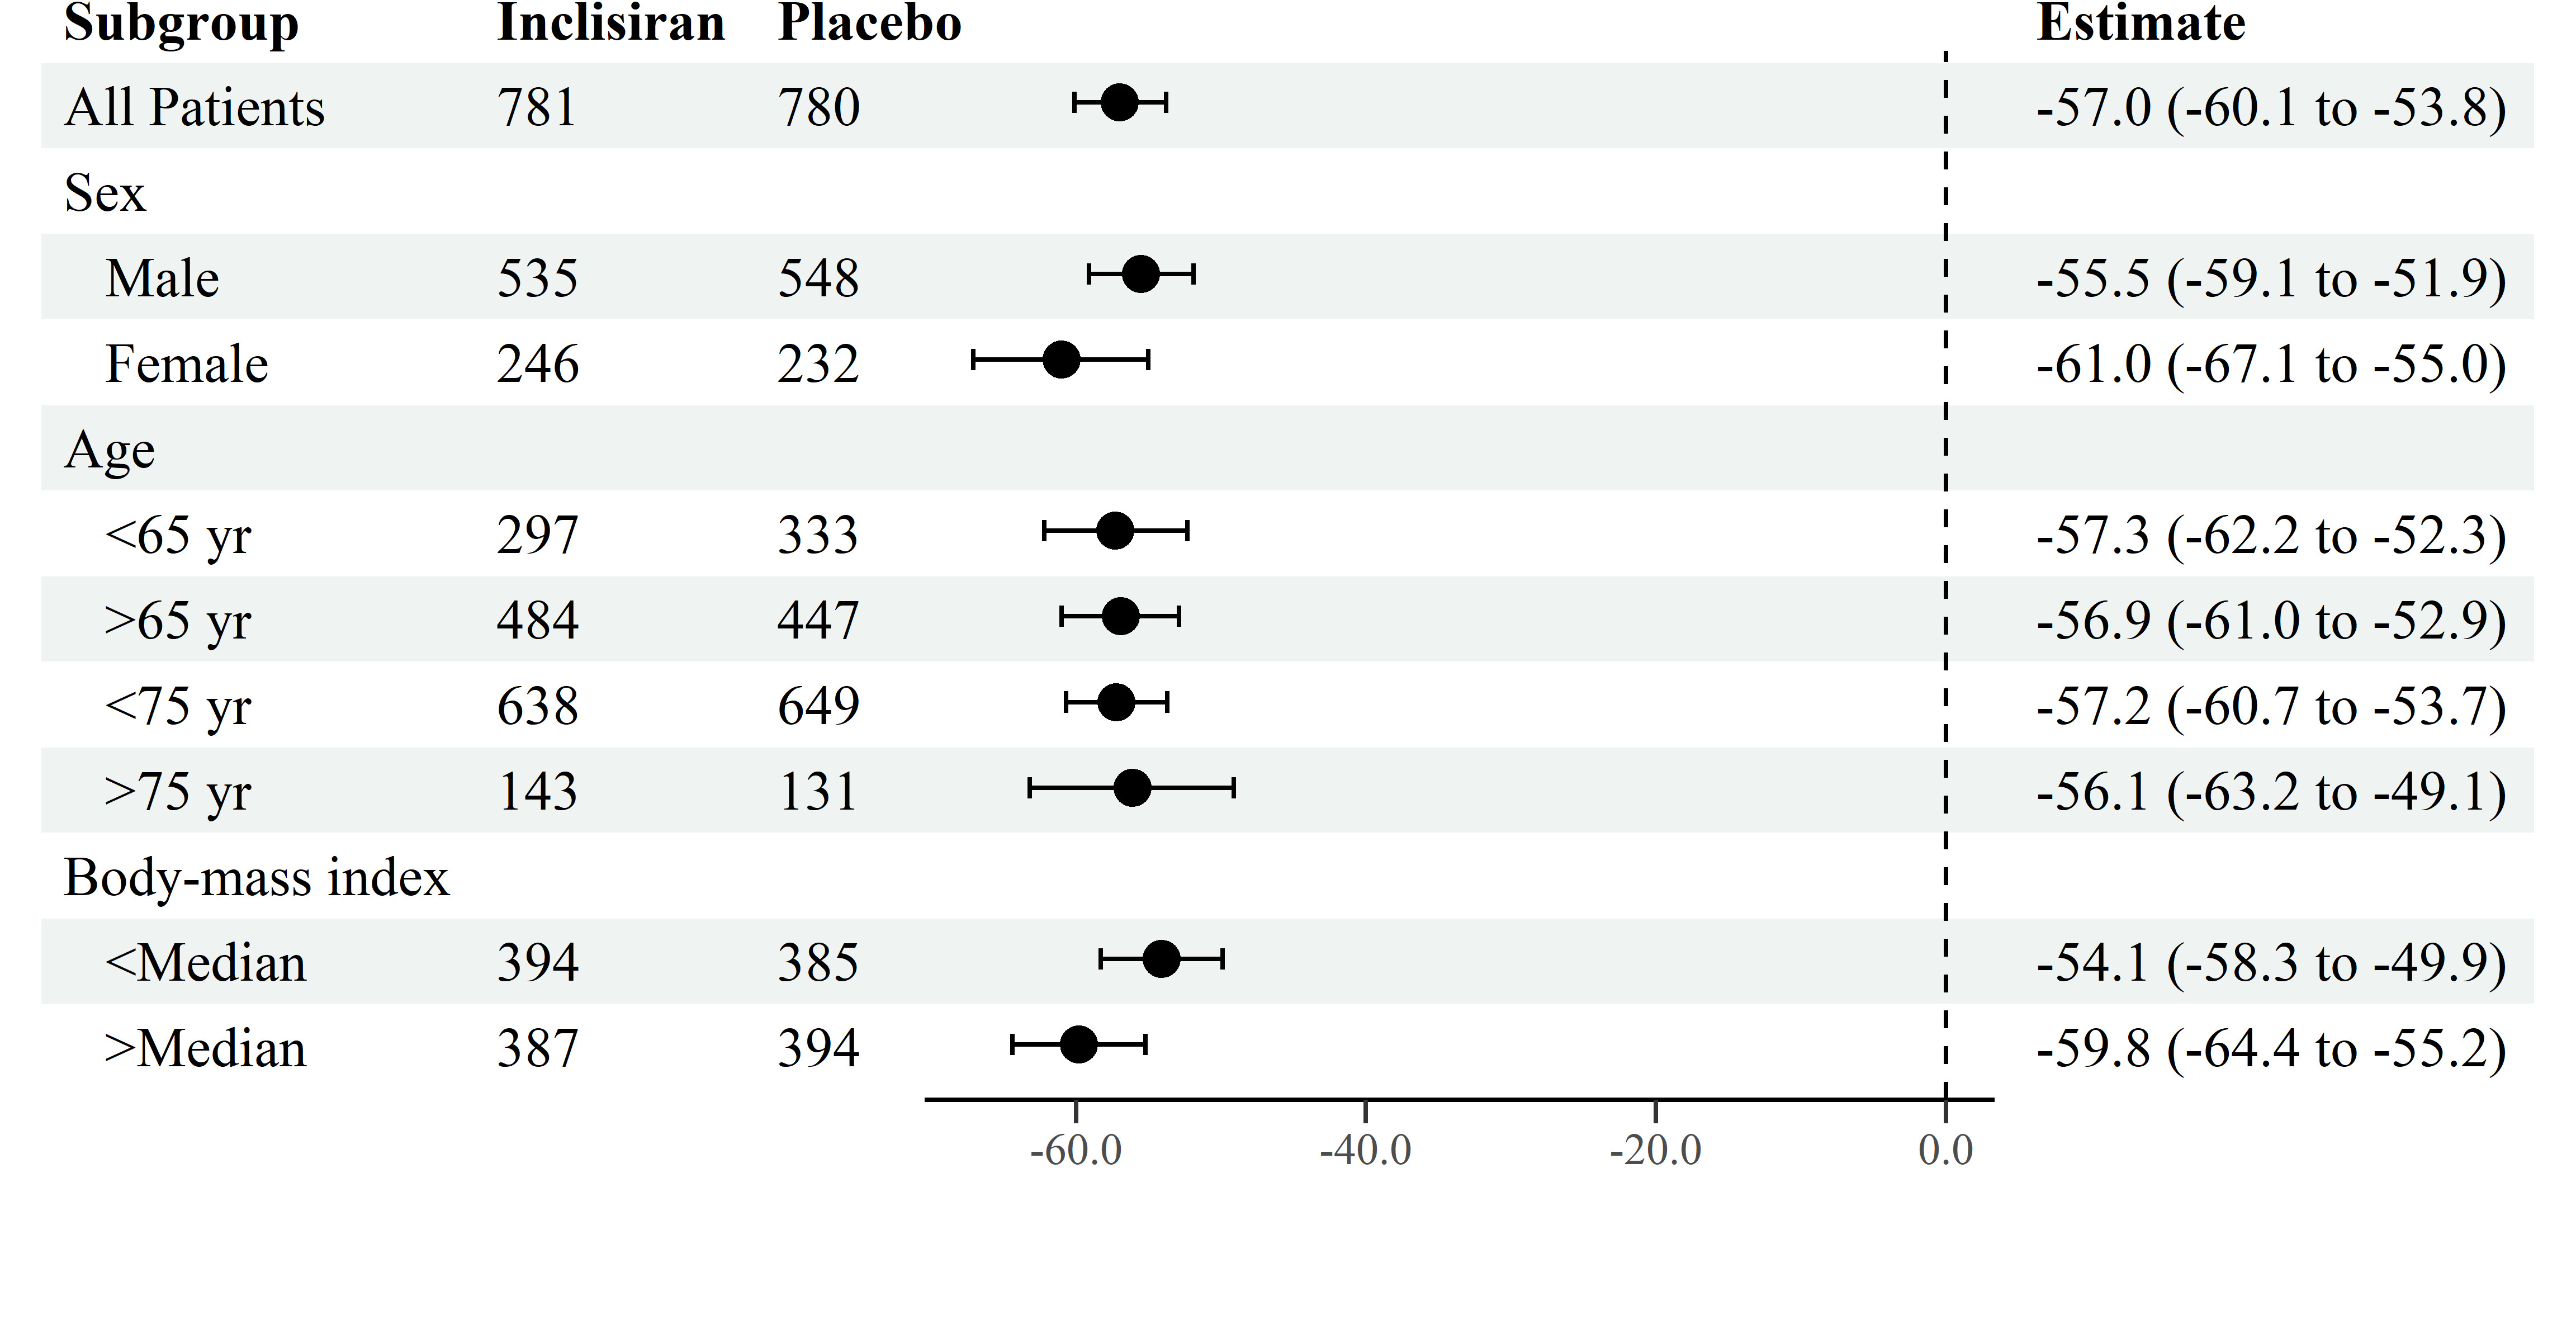 Subgroup Inclisiran Placebo Estimate
All Patients 781 780 -57.0 (-60.1 to -53.8)
Sex
Male 535 548 -55.5 (-59.1 to -51.9)
Female 246 232 -61.0 (-67.1 to -55.0)
Age
<65 yr 297 333 -57.3 (-62.2 to -52.3)
>65 yr 484 447 -56.9 (-61.0 to -52.9)
<75 yr 638 649 -57.2 (-60.7 to -53.7)
>75 yr 143 131 -56.1 (-63.2 to -49.1)
Body-mass index
<Median 394 385 -54.1 (-58.3 to -49.9)
>Median 387 394 -59.8 (-64.4 to -55.2)
-60.0 -40.0 -20.0 0.0